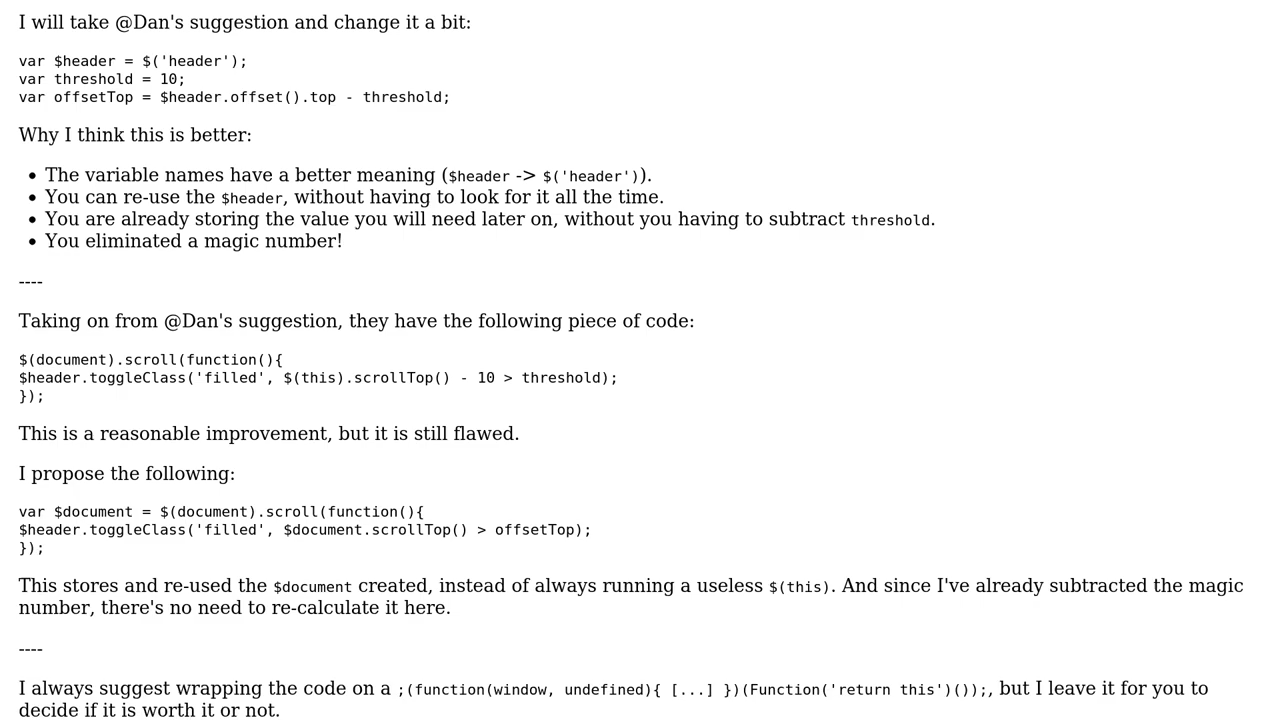 I will take @Dan's suggestion and change it a bit:
var $header = $('header');
var threshold = 10;
var offsetTop = $header.offset().top - threshold;
Why I think this is better:
• The variable names have a better meaning ($header -> $('header')).
• You can re-use the $header, without having to look for it all the time.
• You are already storing the value you will need later on, without you having to subtract threshold.
• You eliminated a magic number!
----
Taking on from @Dan's suggestion, they have the following piece of code:
$(document).scroll(function(){
$header.toggleClass('filled', $(this).scrollTop() - 10 > threshold);
});
This is a reasonable improvement, but it is still flawed.
I propose the following:
var $document = $(document).scroll(function(){
$header.toggleClass('filled', $document.scrollTop() > offsetTop);
});
This stores and re-used the $document created, instead of always running a useless $(this). And since I've already subtracted the magic
number, there's no need to re-calculate it here.
----
I always suggest wrapping the code on a ;(function(window, undefined){ [...] })(Function('return this')());, but I leave it for you to
decide if it is worth it or not.